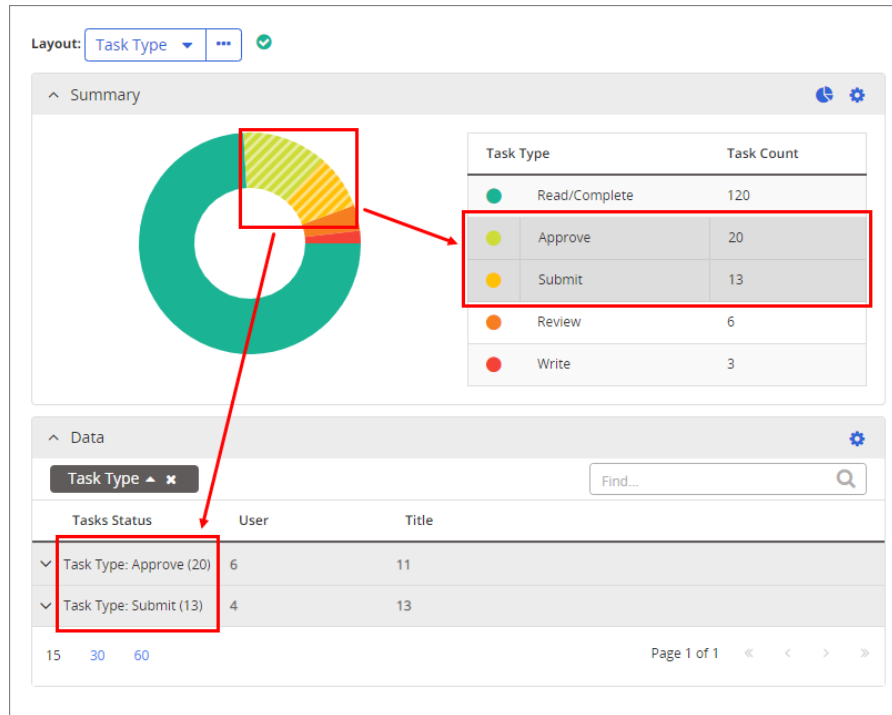 Layout: Task Type ...
Summary
Task Type Task Count
Read/Complete 120
Approve 20
Submit 13
Review 6
Write 3
Data
Task Type
Find...
Tasks Status User Title
Task Type: Approve (20) 6 11
Task Type: Submit (13) 4 13
15 30 60 Page 1 of 1 « < > »